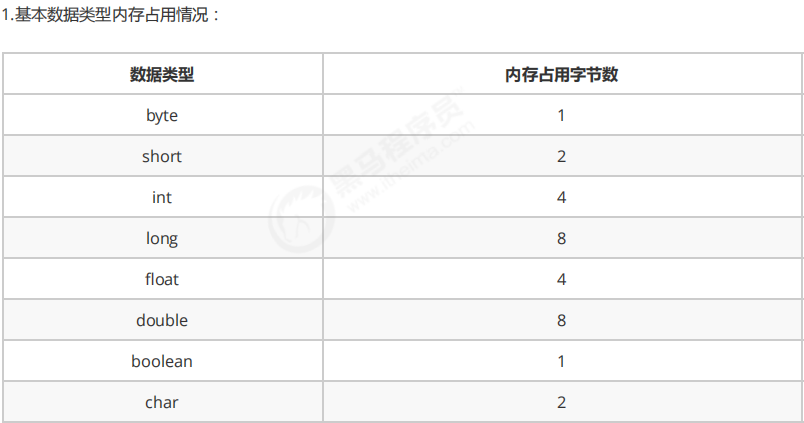 1.基本数据类型内存占用情况：
数据类型 内存占用字节数
byte 1
short 2
int 4
long 8
float 4
double 8
boolean 1
char 2
黑马程序员
www.itheima.com